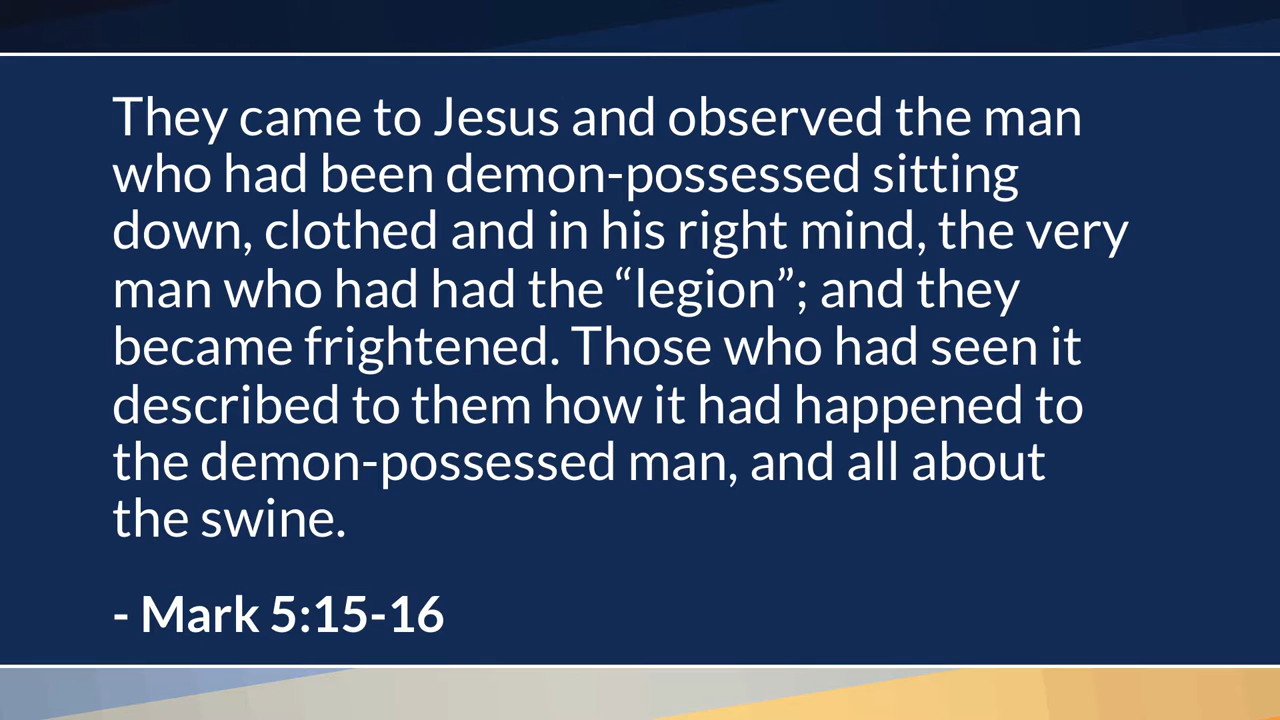 They came to Jesus and observed the man
who had been demon-possessed sitting
down, clothed and in his right mind, the very
man who had had the “legion”; and they
became frightened. Those who had seen it
described to them how it had happened to
the demon-possessed man, and all about
the swine.
- Mark 5:15-16